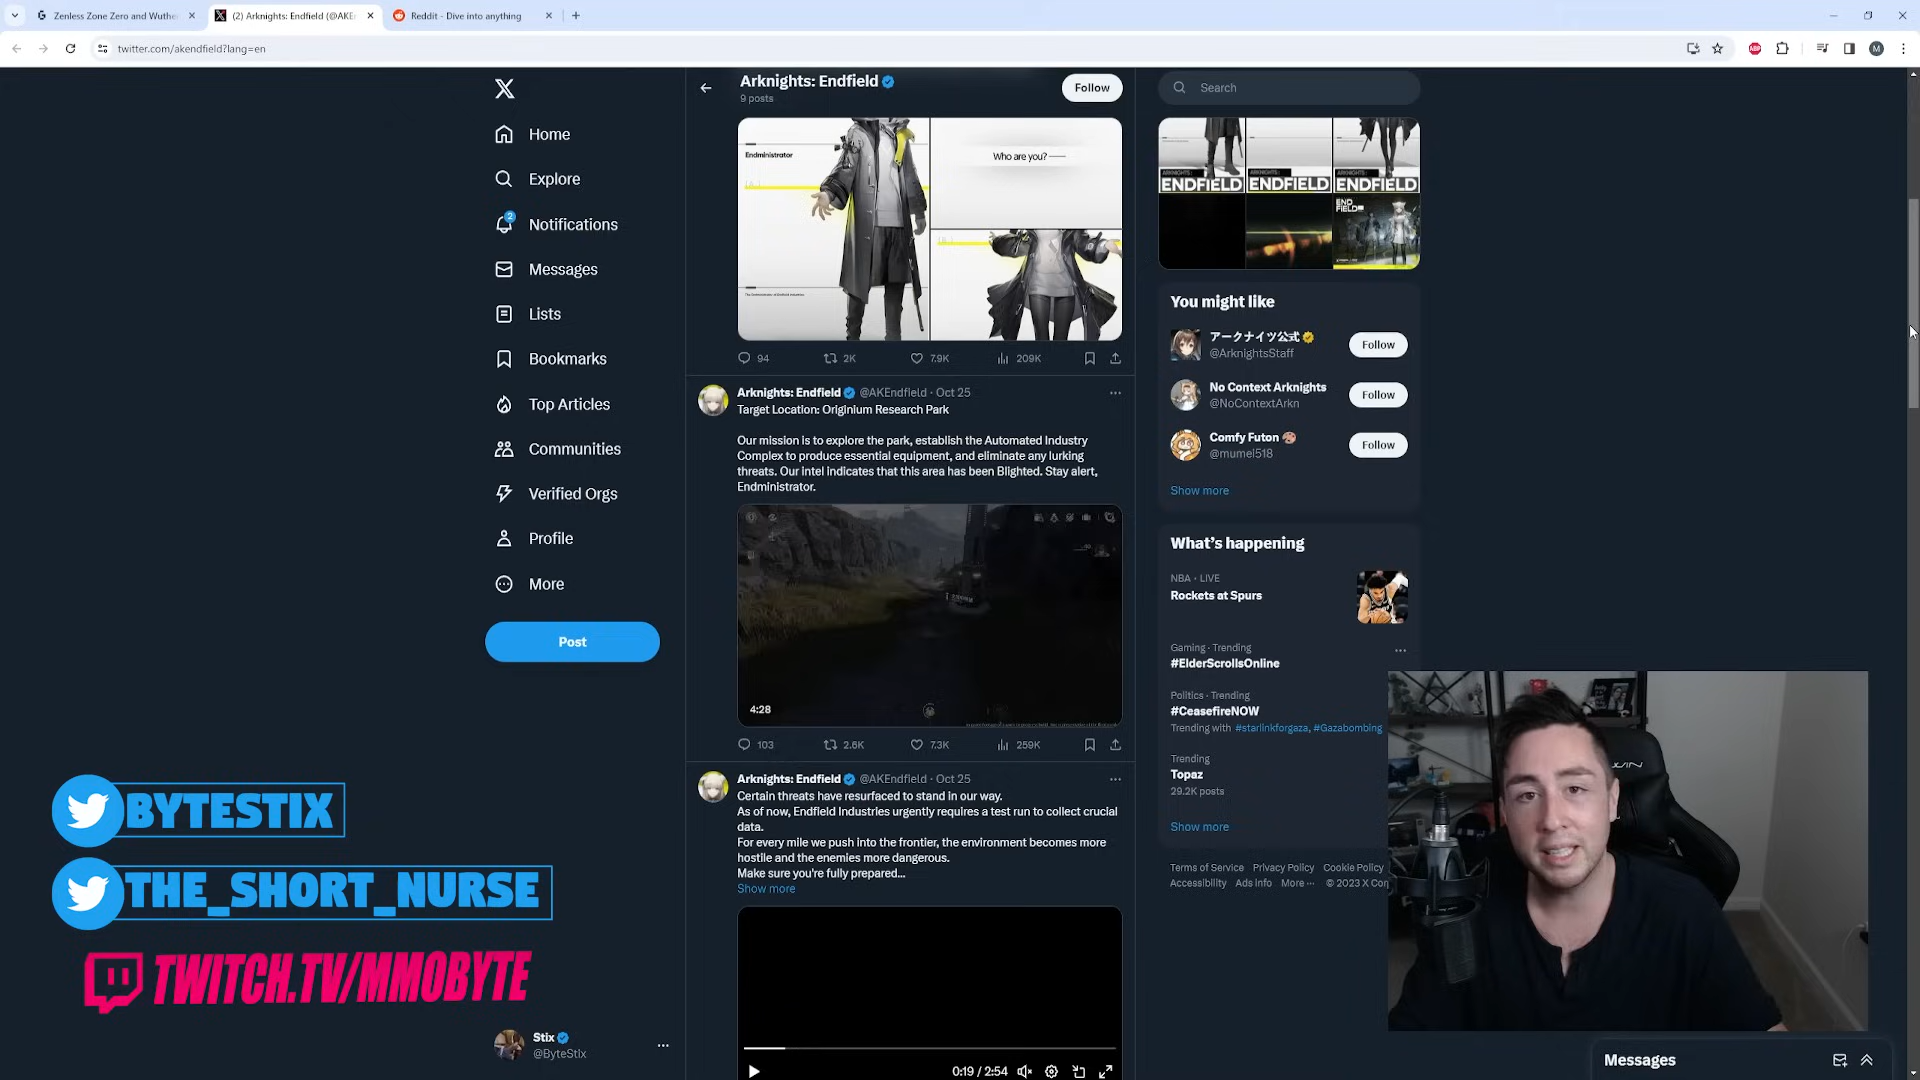 Zenless Zone Zero and Wuthe
(2) Arknights: Endfield (@AKEn
Reddit - Dive into anything
twitter.com/akendfield?lang=en
ABP
M
Home
Explore
2
Notifications
Messages
Lists
Bookmarks
Top Articles
Communities
Verified Orgs
Profile
More
Post
BYTESTIX
THE_SHORT_NURSE
TWITCH.TV/MMOBYTE
Stix
@ByteStix
Arknights: Endfield
9 posts
Follow
Endministrator
Who are you?
94
2K
7.9K
209K
Arknights: Endfield @AKEndfield · Oct 25
Target Location: Originium Research Park
Our mission is to explore the park, establish the Automated Industry
Complex to produce essential equipment, and eliminate any lurking
threats. Our intel indicates that this area has been Blighted. Stay alert,
Endministrator.
4:28
103
2.6K
7.3K
259K
Arknights: Endfield @AKEndfield · Oct 25
Certain threats have resurfaced to stand in our way.
As of now, Endfield Industries urgently requires a test run to collect crucial
data.
For every mile we push into the frontier, the environment becomes more
hostile and the enemies more dangerous.
Make sure you're fully prepared...
Show more
0:19 / 2:54
Search
ARKNIGHTS:
ENDFIELD
ARKNIGHTS:
ENDFIELD
ARKNIGHTS:
ENDFIELD
END
FIELD
You might like
アークナイツ公式
@ArknightsStaff
Follow
No Context Arknights
@NoContextArkn
Follow
Comfy Futon
@mumel518
Follow
Show more
What's happening
NBA · LIVE
Rockets at Spurs
Gaming · Trending
#ElderScrollsOnline
Politics · Trending
#CeasefireNOW
Trending with #starlinkforgaza, #Gazabombing
Trending
Topaz
29.2K posts
Show more
Terms of Service Privacy Policy Cookie Policy
Accessibility Ads info More ··· © 2023 X Cor
Messages